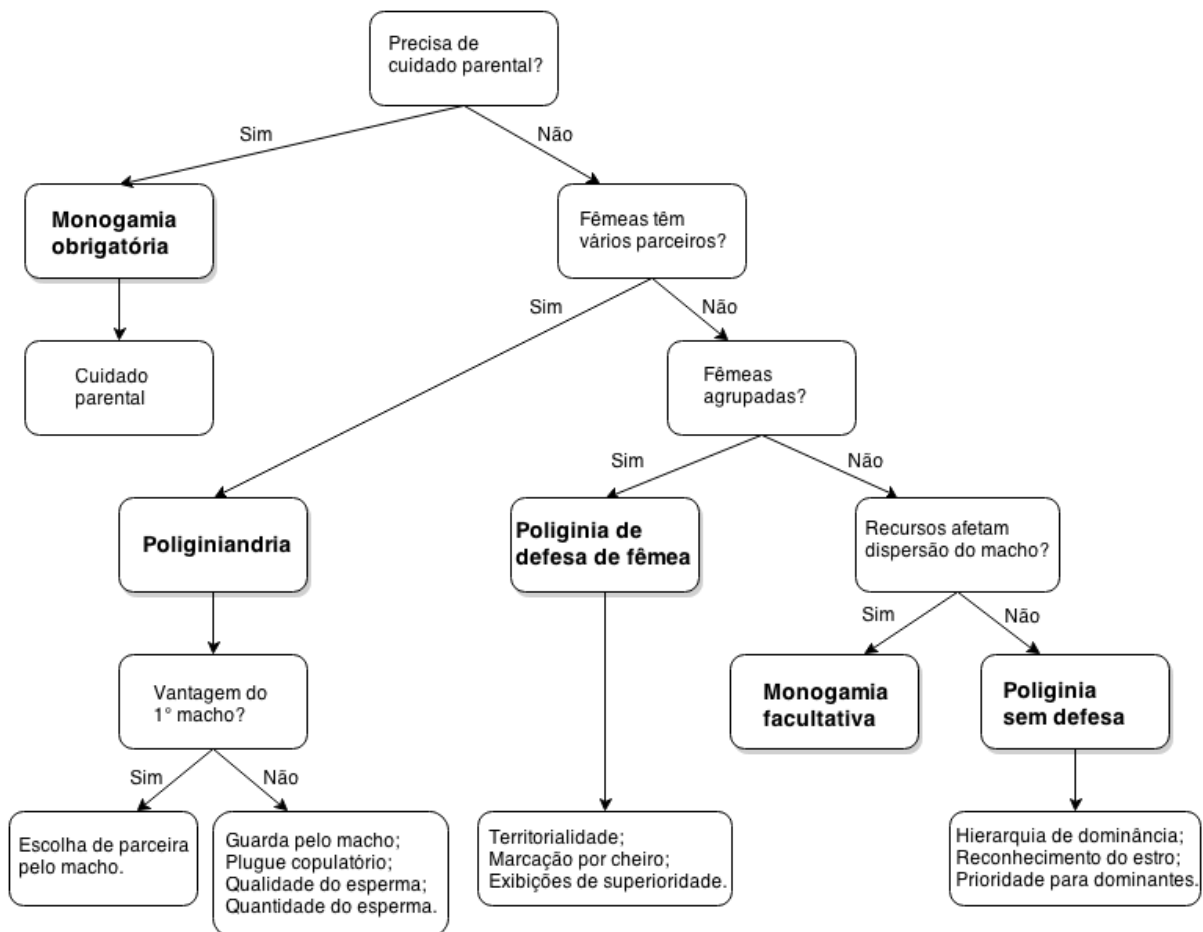 Precisa de
cuidado parental?
Sim
Não
Monogamia
obrigatória
Fêmeas têm
vários parceiros?
Sim
Não
Cuidado
parental
Fêmeas
agrupadas?
Sim
Não
Poliginiandria
Poliginia de
defesa de fêmea
Recursos afetam
dispersão do macho?
Sim
Não
Vantagem do
1° macho?
Monogamia
facultativa
Poliginia
sem defesa
Sim
Não
Escolha de parceira
pelo macho.
Guarda pelo macho;
Plugue copulatório;
Qualidade do esperma;
Quantidade do esperma.
Territorialidade;
Marcação por cheiro;
Exibições de superioridade.
Hierarquia de dominância;
Reconhecimento do estro;
Prioridade para dominantes.